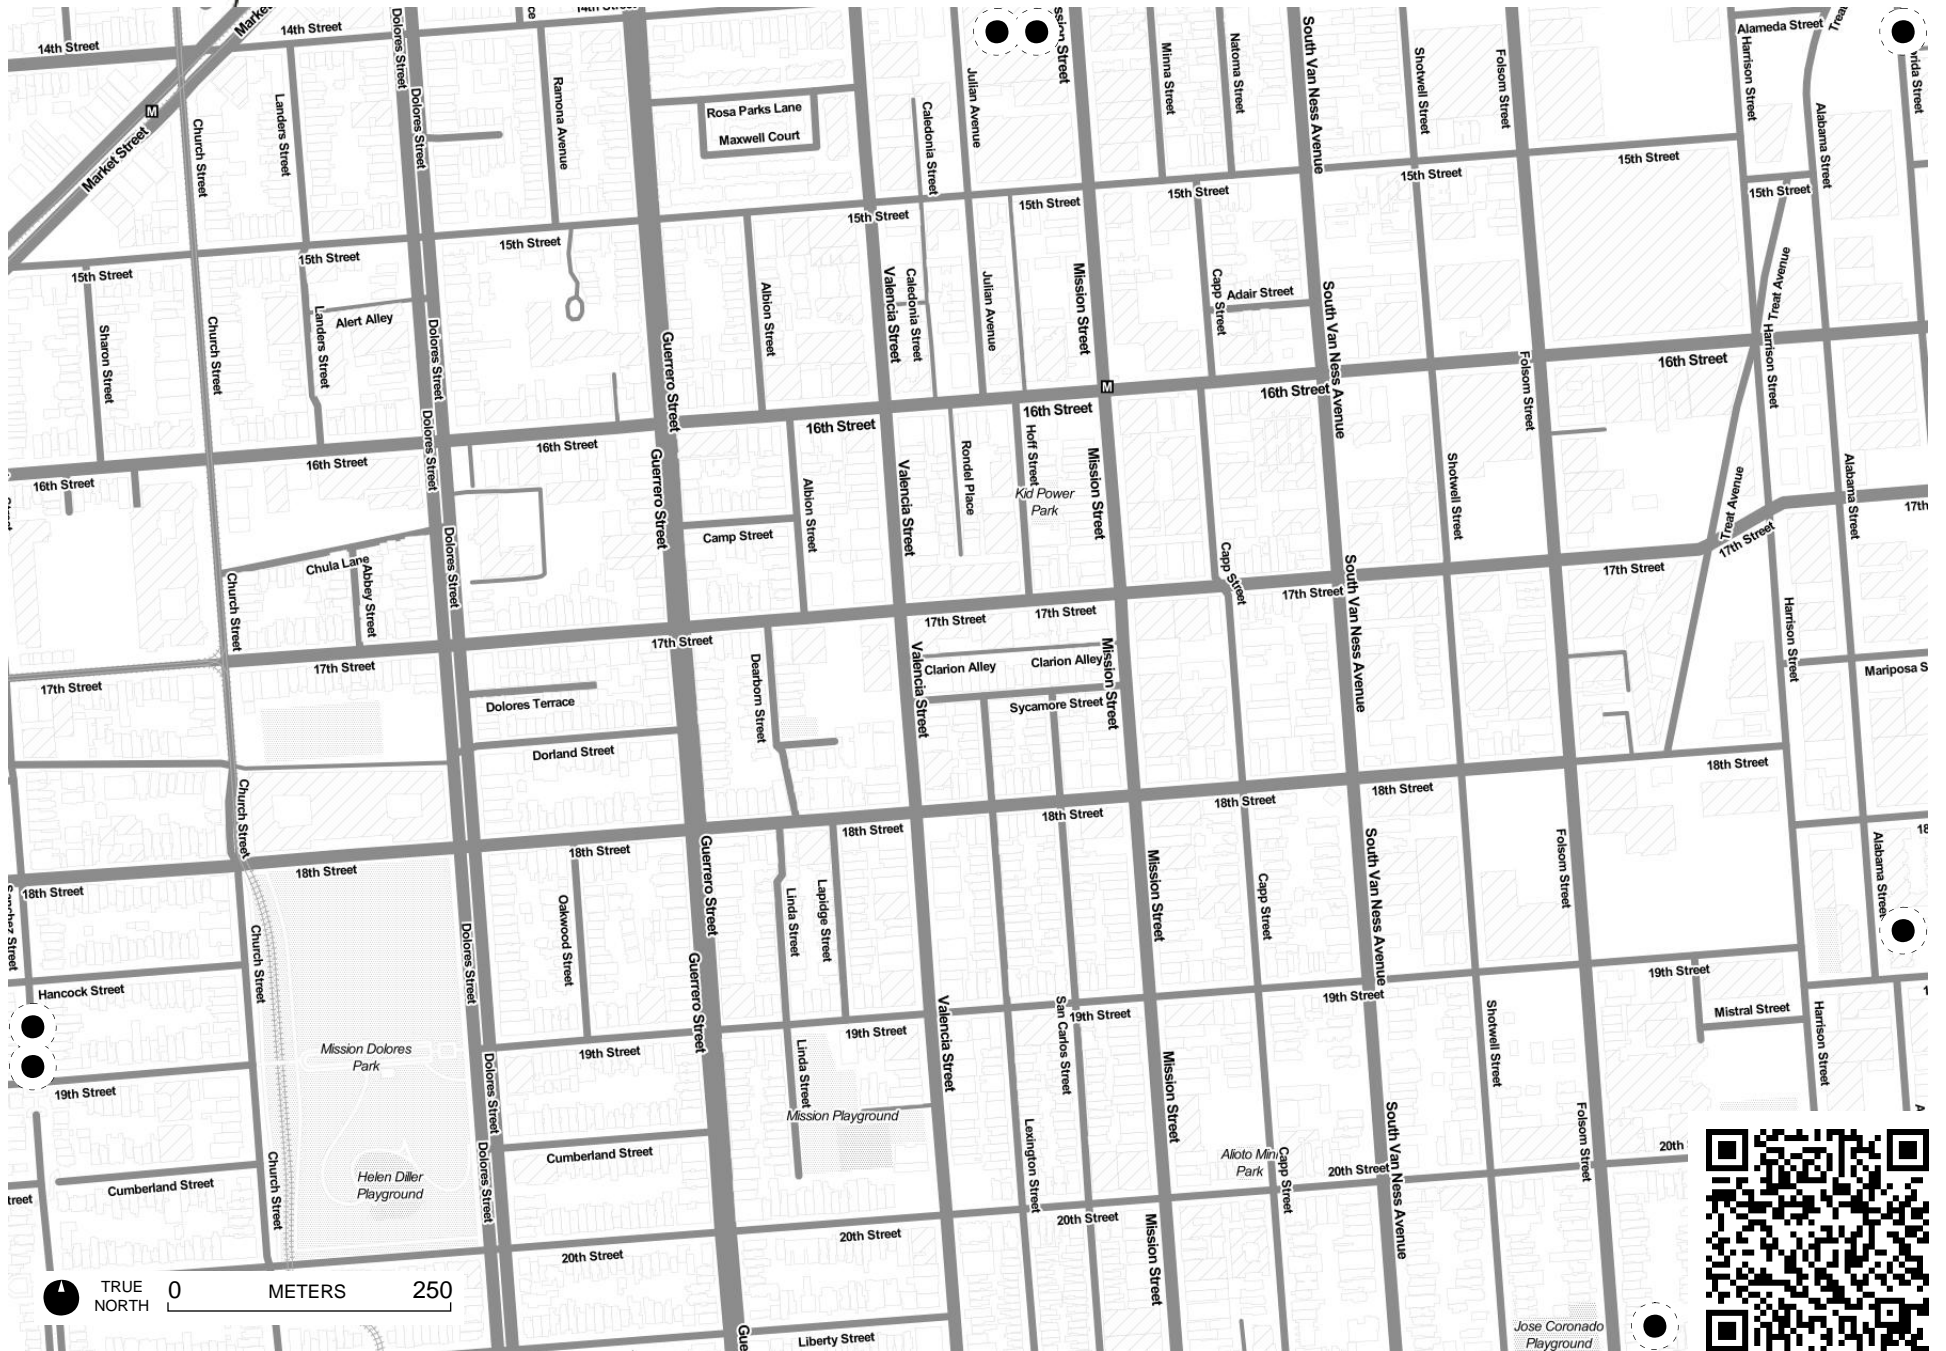 Market
14th Street
14th Street
Dolores Street
14th Street
Mission Street
Alameda Street
Landers Street
Dolores Street
Ramona Avenue
Rosa Parks Lane
Maxwell Court
Caledonia Street
Julian Avenue
Minna Street
Natoma Street
South Van Ness Avenue
Shotwell Street
Folsom Street
Harrison Street
Alabama Street
M
Market Street
Church Street
15th Street
15th Street
15th Street
15th Street
15th Street
15th Street
15th Street
15th Street
15th Street
Sharon Street
Church Street
Landers Street
Alert Alley
Dolores Street
Guerrero Street
Albion Street
Valencia Street
Caledonia Street
Julian Avenue
Mission Street
Capp Street
Adair Street
South Van Ness Avenue
Folsom Street
Treat Avenue
Harrison Street
M
16th Street
16th Street
16th Street
16th Street
16th Street
16th Street
16th Street
Dolores Street
Guerrero Street
Albion Street
Valencia Street
Rondel Place
Hoff Street
Kid Power
Park
Mission Street
Shotwell Street
Treat Avenue
Alabama Street
Camp Street
Chula Lane
Abbey Street
Church Street
Dolores Street
Capp Street
South Van Ness Avenue
17th Street
17th
17th Street
17th Street
17th Street
17th Street
17th Street
17th Street
17th Street
Harrison Street
Mariposa S
Dolores Terrace
Dorland Street
Dearborn Street
Valencia Street
Clarion Alley
Clarion Alley
Sycamore Street
Mission Street
Church Street
18th Street
18th Street
18th Street
18th Street
18th Street
18th Street
18th Street
18th Street
18
Sanchez Street
Church Street
Dolores Street
Oakwood Street
Guerrero Street
Guerrero Street
Linda Street
Lapidge Street
Mission Street
Capp Street
South Van Ness Avenue
Folsom Street
Alabama Street
Hancock Street
Mission Dolores
Park
19th Street
19th Street
19th Street
19th Street
19th Street
19th Street
Mistral Street
Valencia Street
San Carlos Street
Mission Street
Shotwell Street
Harrison Street
Dolores Street
Linda Street
Mission Playground
Lexington Street
Cumberland Street
Cumberland Street
Church Street
Helen Diller
Playground
Dolores Street
Alioto Mini
Park
Capp Street
South Van Ness Avenue
Folsom Street
treet
20th Street
20th Street
20th Street
20th Street
20th
Mission Street
Gue
Liberty Street
Jose Coronado
Playground
TRUE
NORTH
0 METERS 250